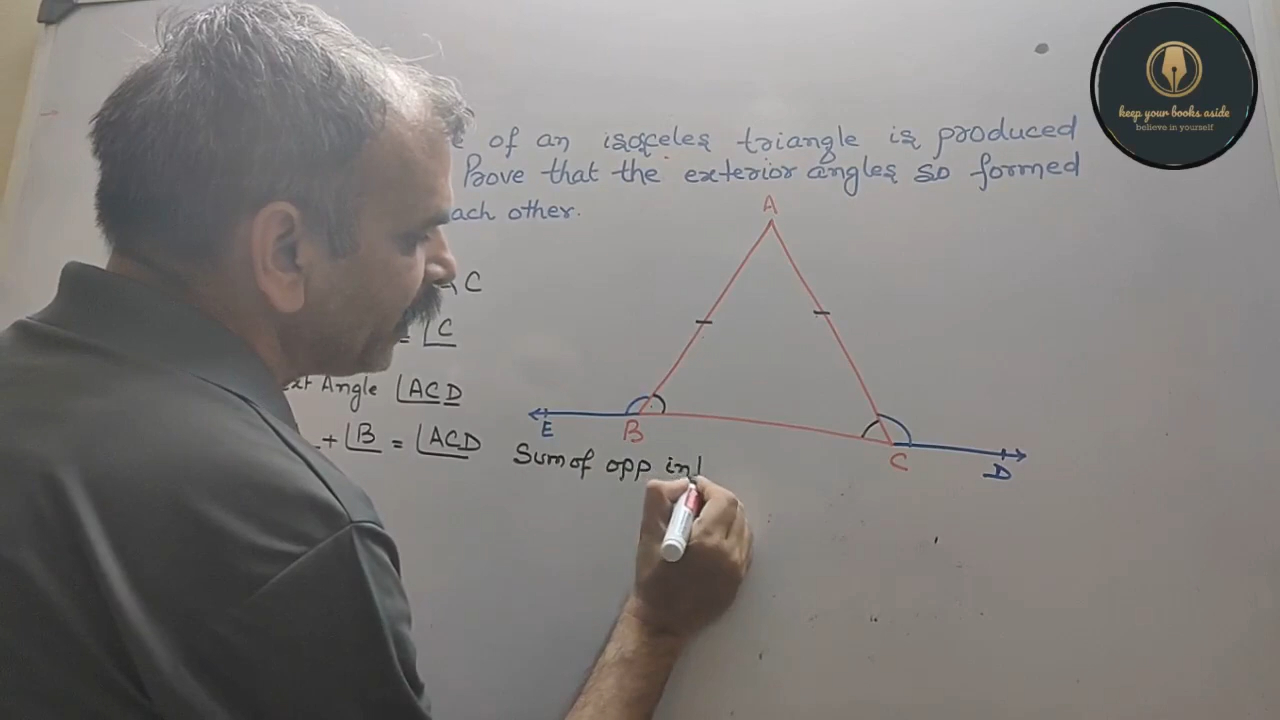 of an isosceles triangle is produced
Prove that the exterior angles so formed
each other.
A
C
∠C
Angle ∠ACD
+ ∠B = ∠ACD Sum of opp int
E
B
C
D
keep your books aside
believe in yourself